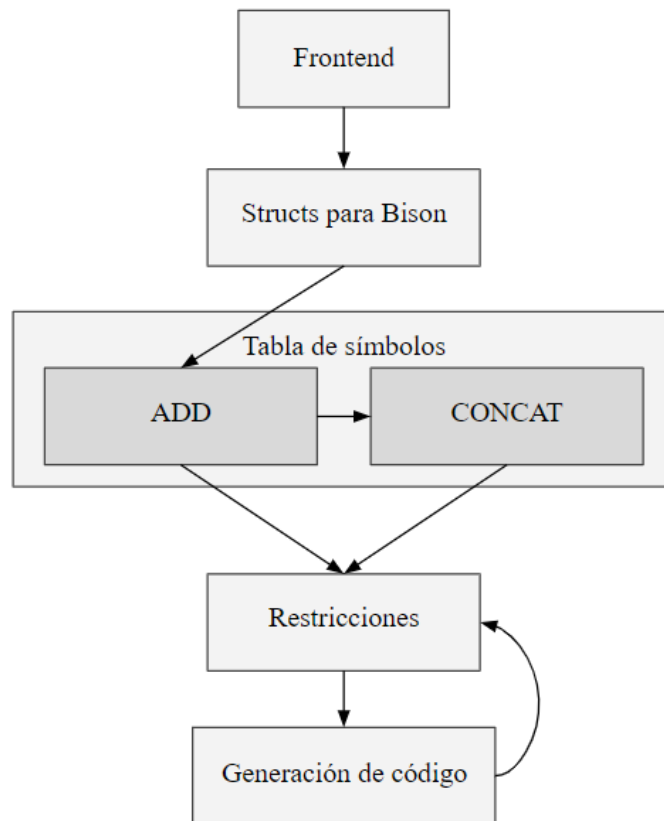 Frontend
Structs para Bison
Tabla de símbolos
ADD
CONCAT
Restricciones
Generación de código